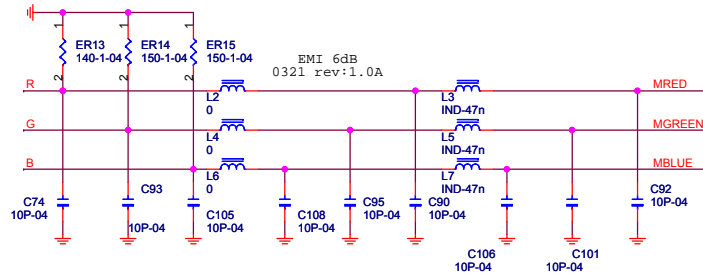 1 1 1
ER13 ER14 ER15
140-1-04 150-1-04 150-1-04
EMI 6dB
0321 rev:1.0A
2 2 2
R L2 L3 MRED
0 IND-47n
G L4 L5 MGREEN
0 IND-47n
B L6 L7 MBLUE
0 IND-47n
C74 C93 C105 C108 C95 C90 C92
10P-04 10P-04 10P-04 10P-04 10P-04 10P-04 10P-04
C106 C101
10P-04 10P-04